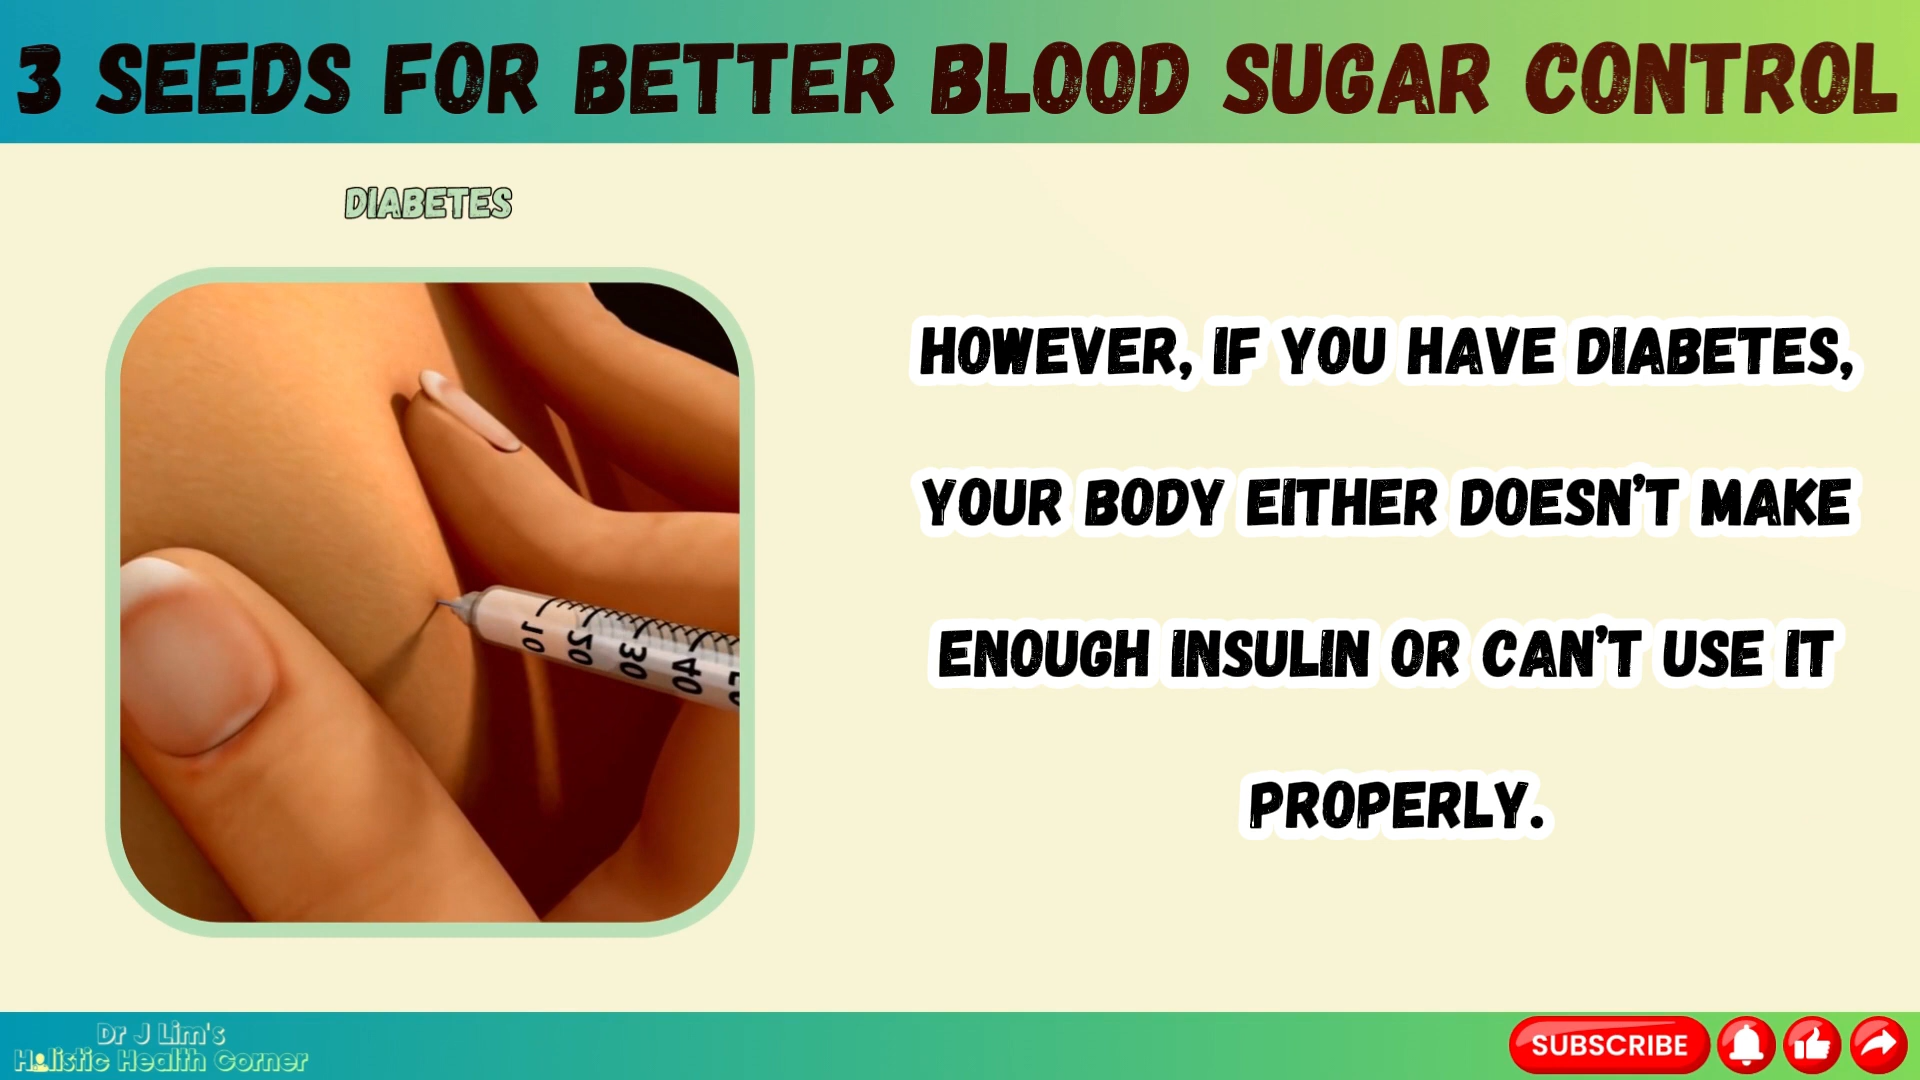 3 SEEDS FOR BETTER BLOOD SUGAR CONTROL
DIABETES
HOWEVER, IF YOU HAVE DIABETES,
YOUR BODY EITHER DOESN'T MAKE
ENOUGH INSULIN OR CAN'T USE IT
PROPERLY.
10 20 30 40
Dr J Lim's
Holistic Health Corner
SUBSCRIBE